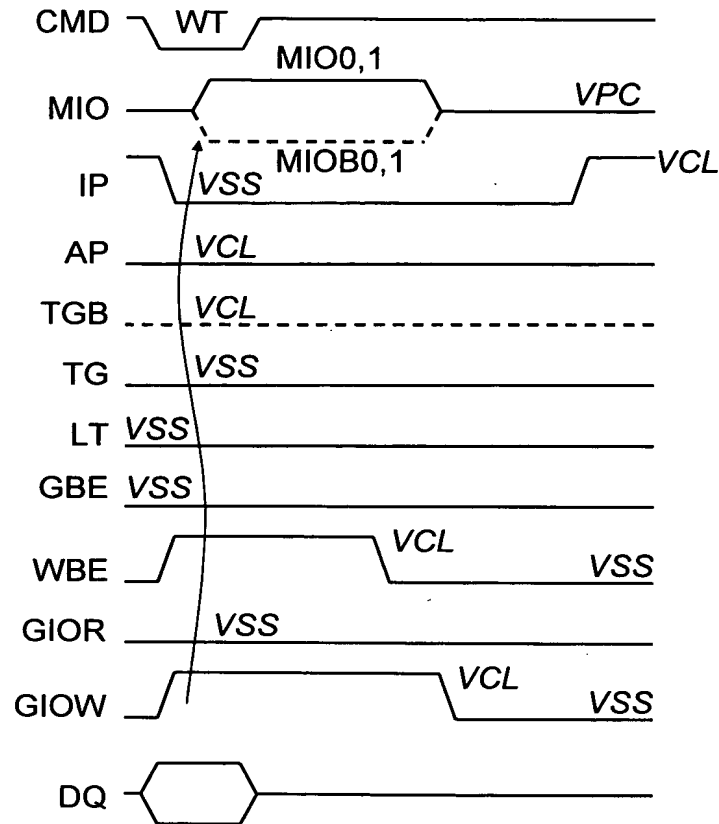 CMD WT
MIO0,1
MIO VPC
MIOB0,1
IP VSS VCL
AP VCL
TGB VCL
TG VSS
LT VSS
GBE VSS
WBE VCL VSS
GIOR VSS
GIOW VCL VSS
DQ